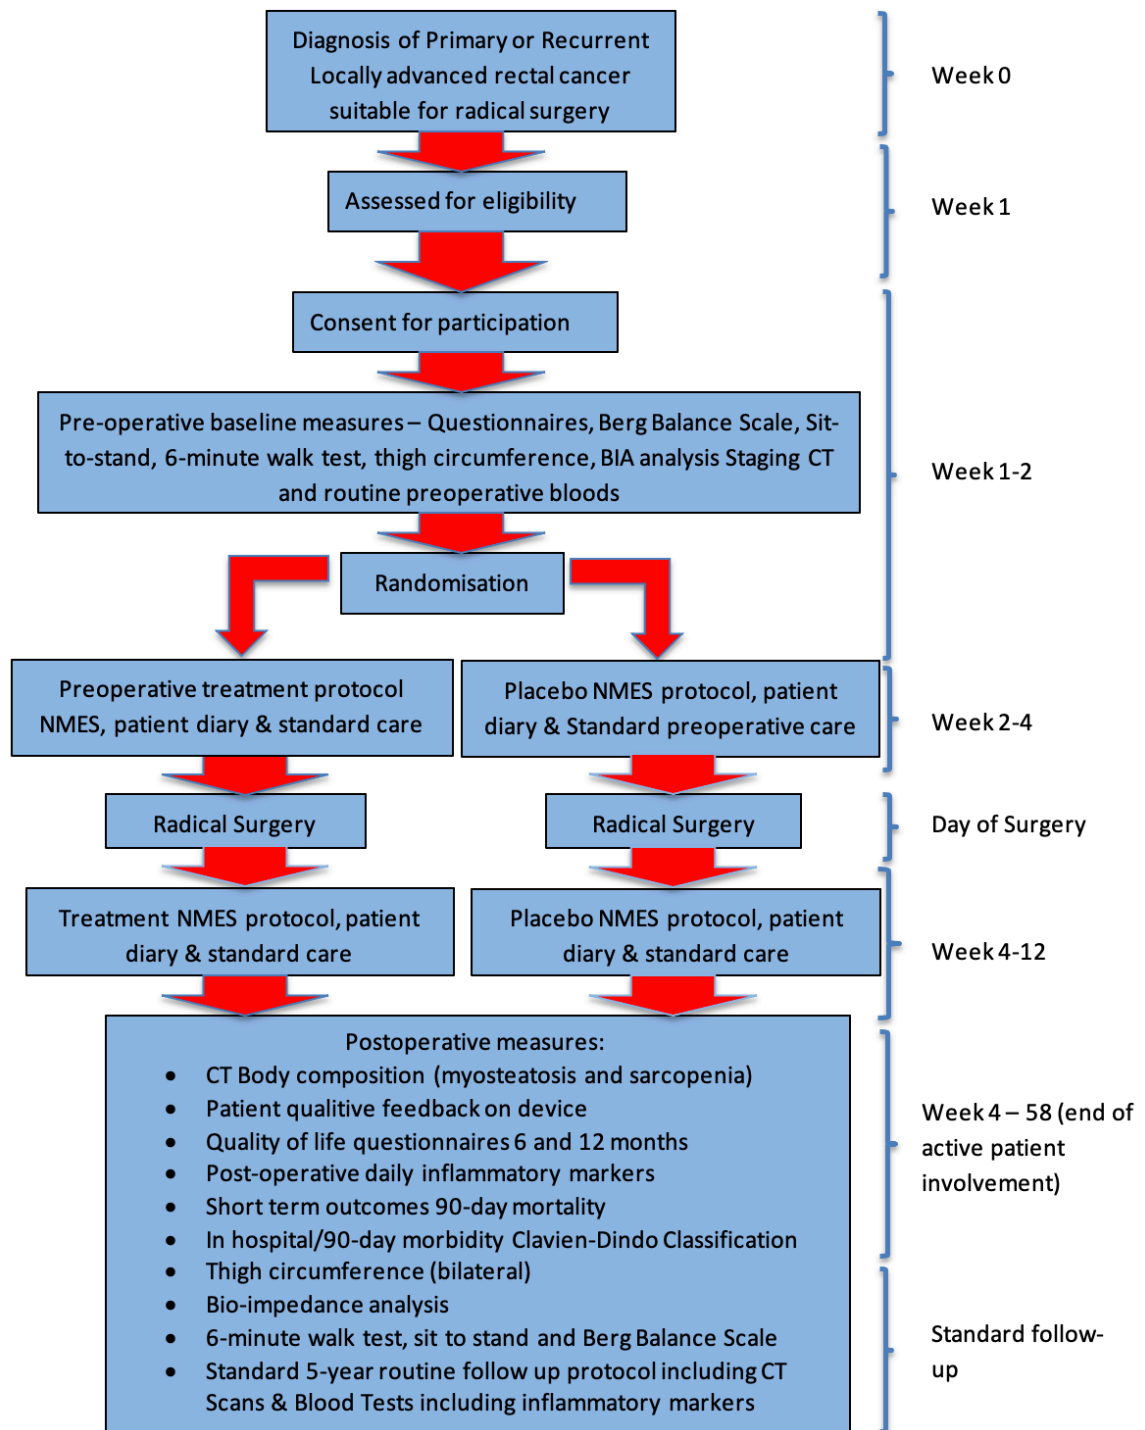 Diagnosis of Primary or Recurrent
Locally advanced rectal cancer
suitable for radical surgery
Week 0
Assessed for eligibility
Week 1
Consent for participation
Pre-operative baseline measures – Questionnaires, Berg Balance Scale, Sit-
to-stand, 6-minute walk test, thigh circumference, BIA analysis Staging CT
and routine preoperative bloods
Week 1-2
Randomisation
Preoperative treatment protocol
NMES, patient diary & standard care
Placebo NMES protocol, patient
diary & Standard preoperative care
Week 2-4
Radical Surgery
Radical Surgery
Day of Surgery
Treatment NMES protocol, patient
diary & standard care
Placebo NMES protocol, patient
diary & standard care
Week 4-12
Postoperative measures:
• CT Body composition (myosteatosis and sarcopenia)
• Patient qualitive feedback on device
• Quality of life questionnaires 6 and 12 months
• Post-operative daily inflammatory markers
• Short term outcomes 90-day mortality
• In hospital/90-day morbidity Clavien-Dindo Classification
• Thigh circumference (bilateral)
• Bio-impedance analysis
• 6-minute walk test, sit to stand and Berg Balance Scale
• Standard 5-year routine follow up protocol including CT
Scans & Blood Tests including inflammatory markers
Week 4 – 58 (end of
active patient
involvement)
Standard follow-
up